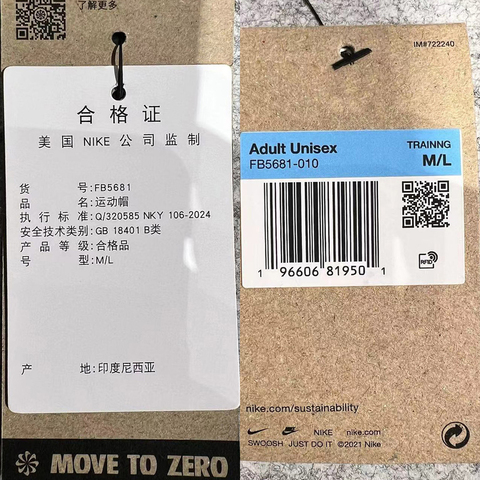 了解更多
合格证
美国 NIKE 公司监制
货号:FB5681
品名:运动帽
执行标准:Q/320585 NKY 106-2024
安全技术类别:GB 18401 B类
产品等级:合格品
号型:M/L
产地:印度尼西亚
MOVE TO ZERO
IM#722240
Adult Unisex
TRAINNG
FB5681-010
M/L
1 96606 81950 1
RFID
nike.com/sustainability
NIKE nike.com
SWOOSH JUST DO IT ©2021 Nike